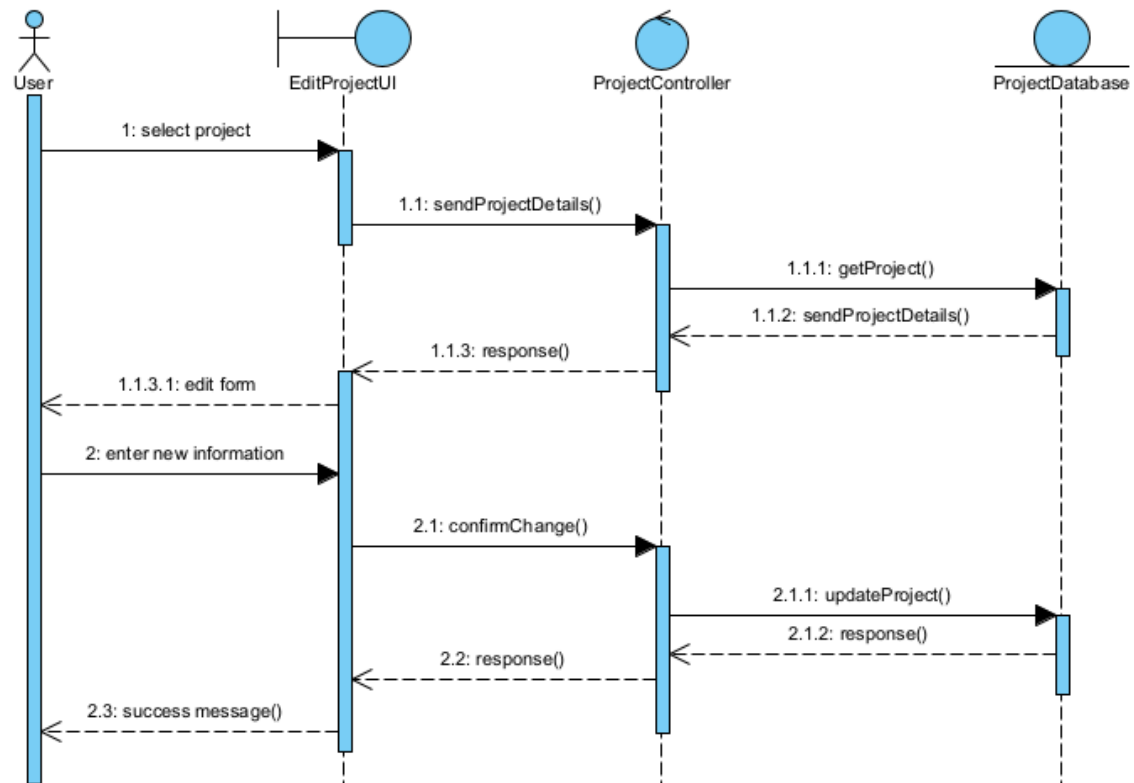 User
EditProjectUI
ProjectController
ProjectDatabase
1: select project
1.1: sendProjectDetails()
1.1.1: getProject()
1.1.2: sendProjectDetails()
1.1.3: response()
1.1.3.1: edit form
2: enter new information
2.1: confirmChange()
2.1.1: updateProject()
2.1.2: response()
2.2: response()
2.3: success message()